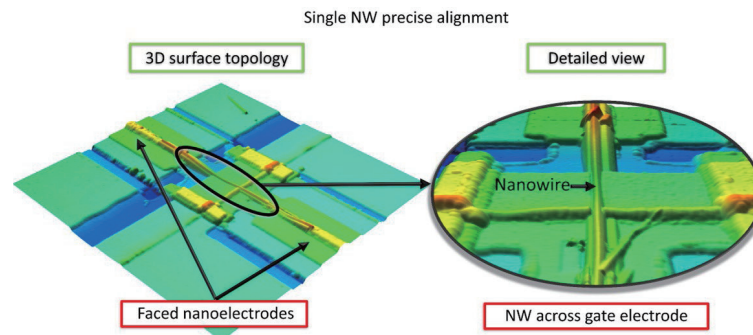 Single NW precise alignment
3D surface topology
Detailed view
Nanowire
Faced nanoelectrodes
NW across gate electrode